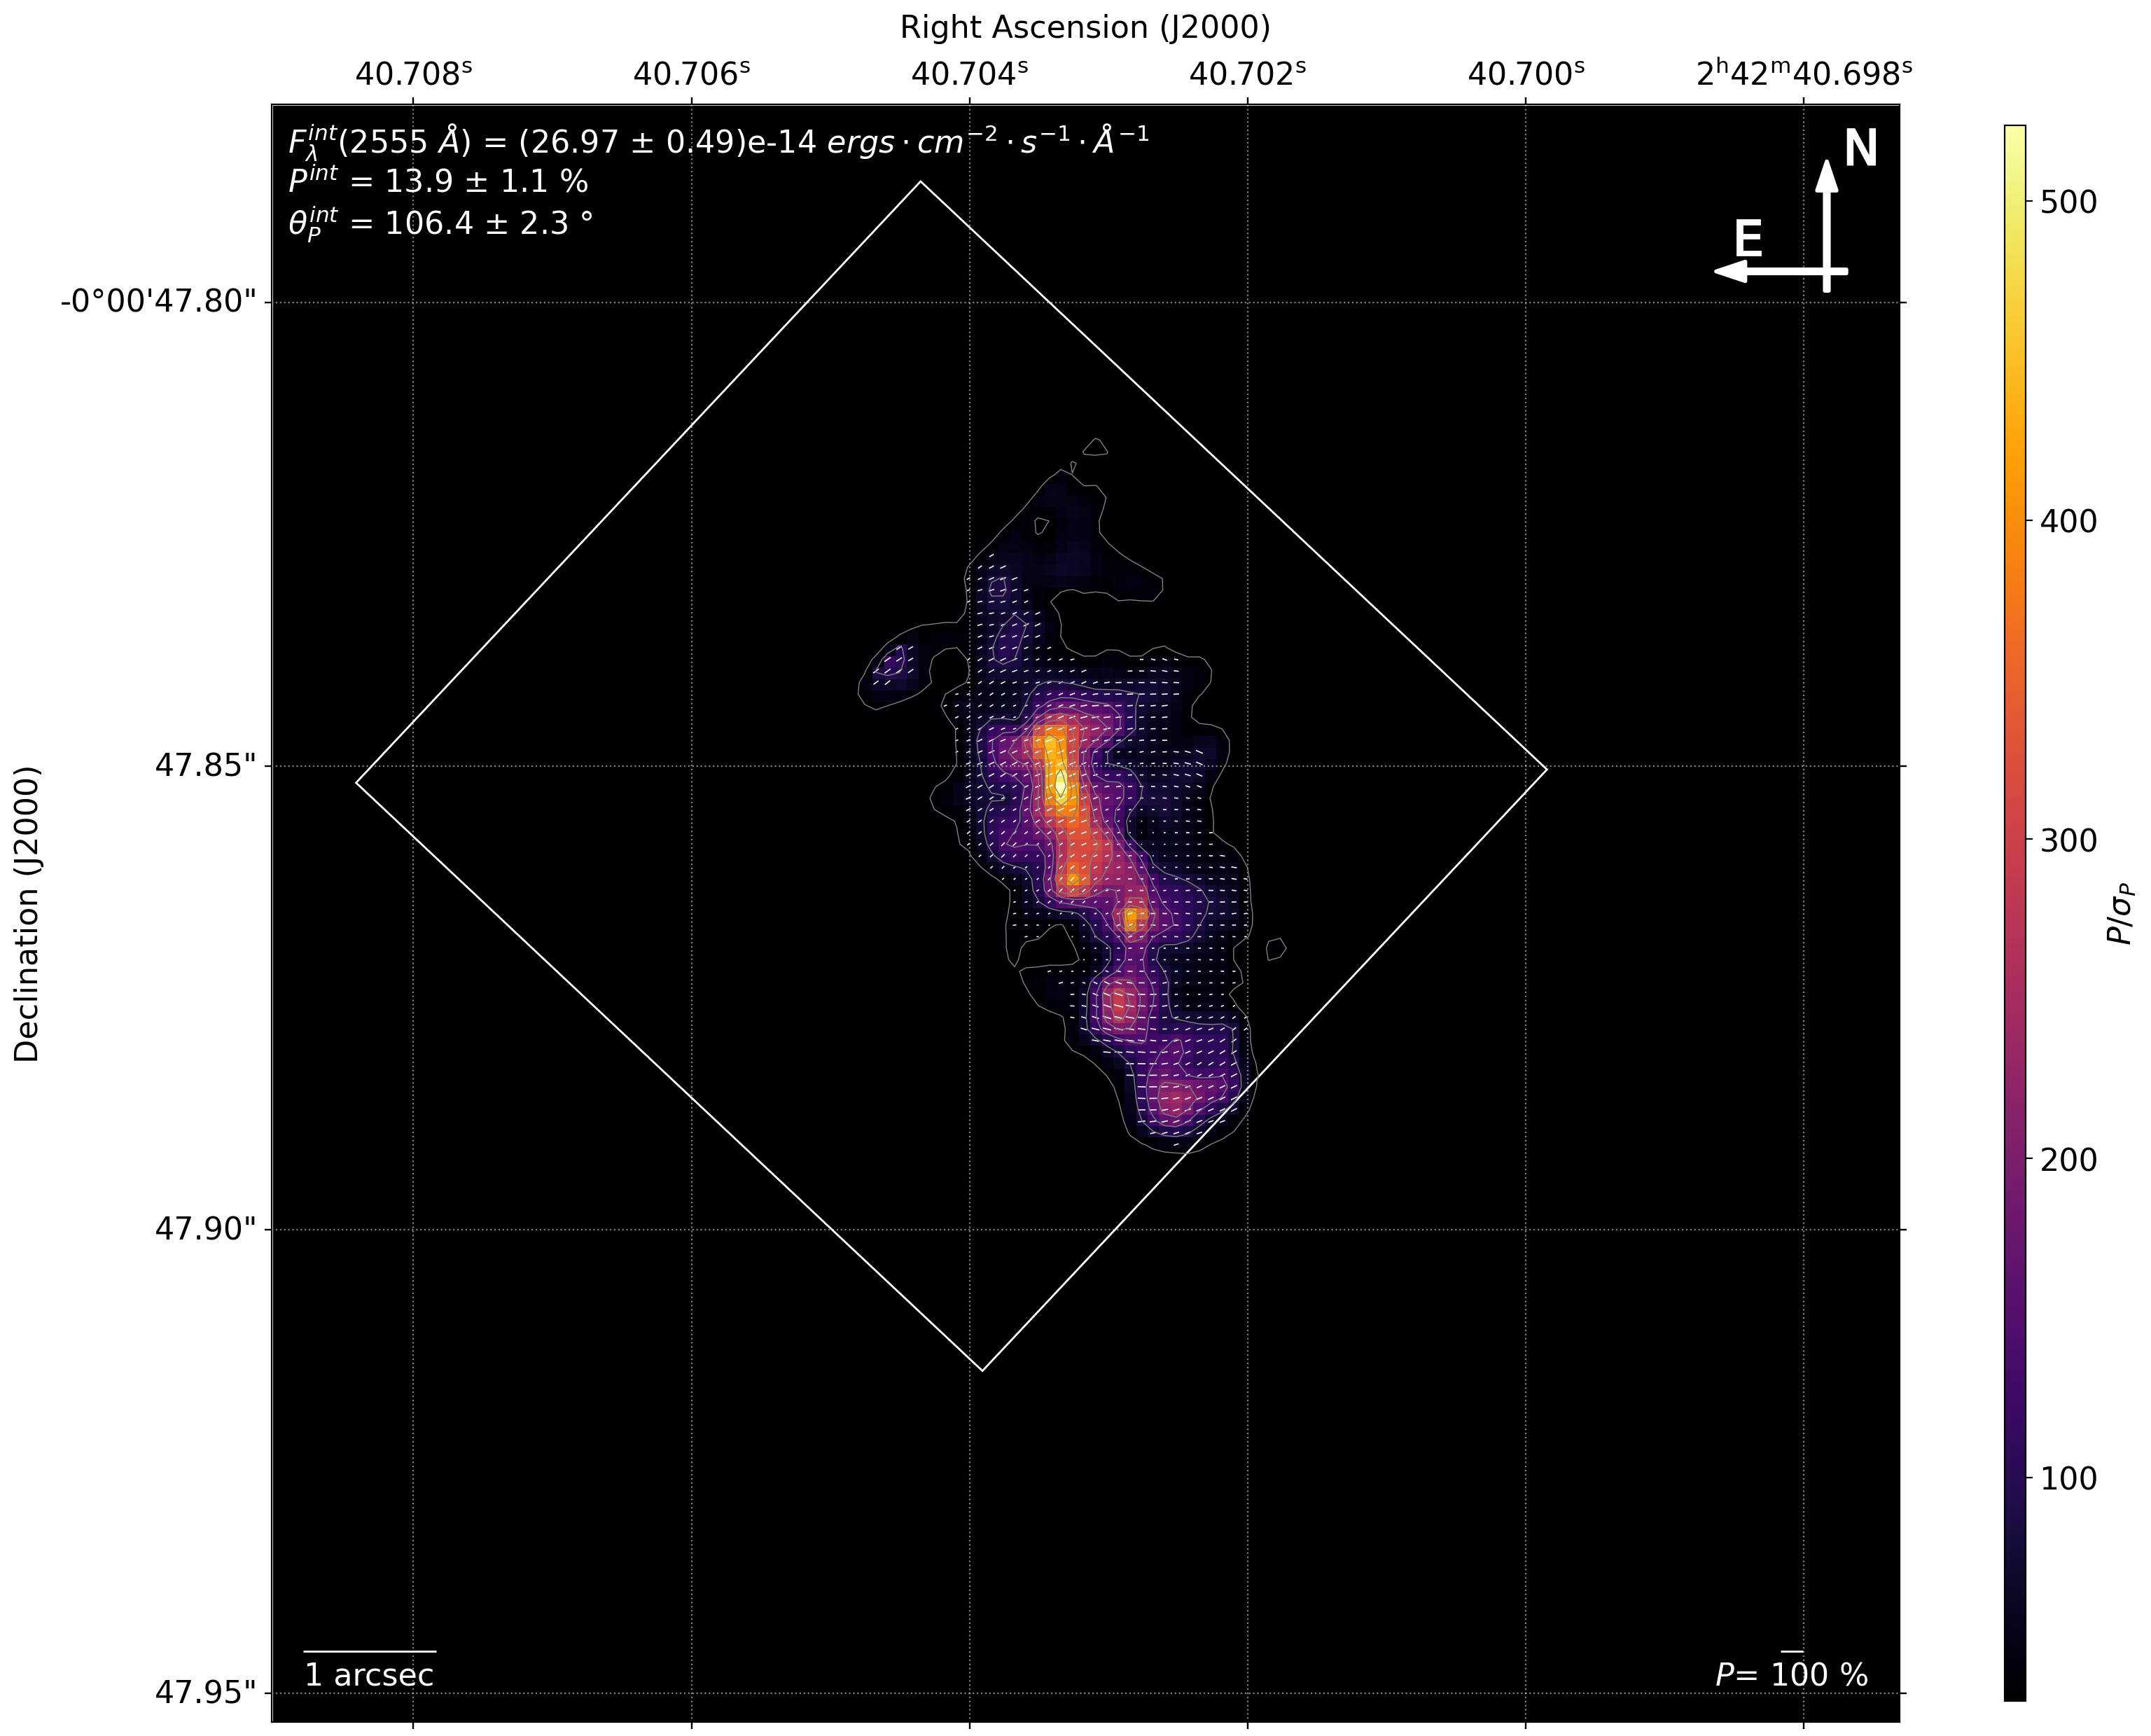 Right Ascension (J2000)
40.708ˢ 40.706ˢ 40.704ˢ 40.702ˢ 40.700ˢ 2ʰ42ᵐ40.698ˢ
F_λ^int(2555 Å) = (26.97 ± 0.49)e-14 ergs · cm⁻² · s⁻¹ · Å⁻¹
P^int = 13.9 ± 1.1 %
θ_P^int = 106.4 ± 2.3 °
N
E
-0°00'47.80"
47.85"
47.90"
47.95"
Declination (J2000)
1 arcsec
P= 100 %
500
400
300
200
100
P/σ_P